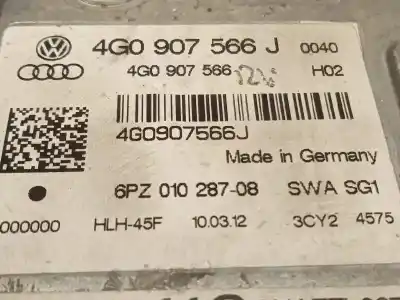 4G0 907 566 J 0040
4G0 907 566 H02
4G0907566J
Made in Germany
6PZ 010 287-08 SWA SG1
000000 HLH-45F 10.03.12 3CY2 4575